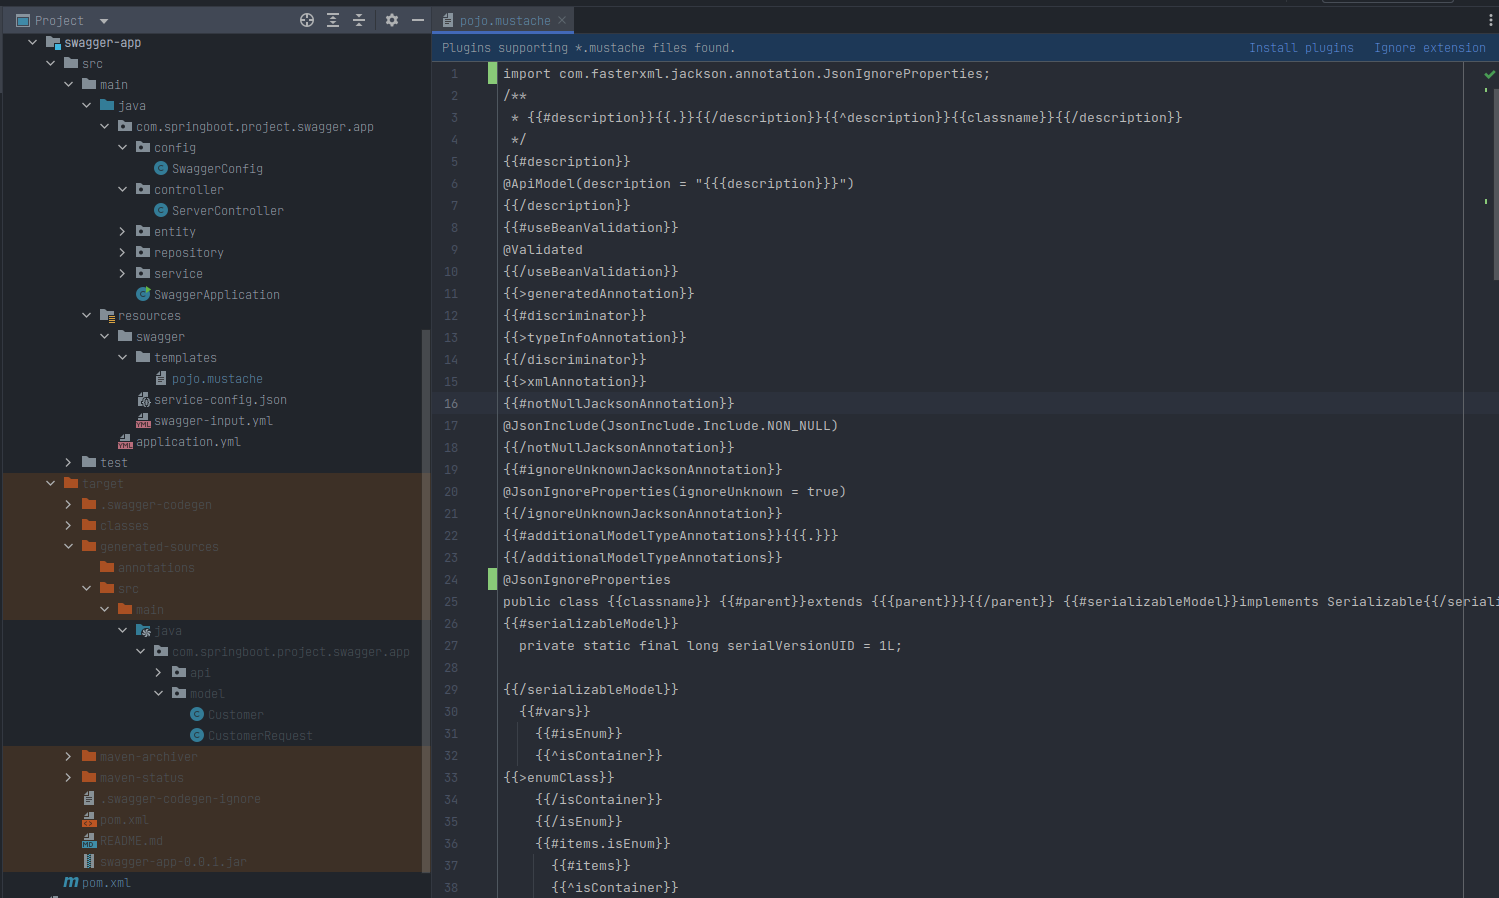 Project
swagger-app
src
main
java
com.springboot.project.swagger.app
config
SwaggerConfig
controller
ServerController
entity
repository
service
SwaggerApplication
resources
swagger
templates
pojo.mustache
service-config.json
swagger-input.yml
application.yml
test
target
.swagger-codegen
classes
generated-sources
annotations
src
main
java
com.springboot.project.swagger.app
api
model
Customer
CustomerRequest
maven-archiver
maven-status
.swagger-codegen-ignore
pom.xml
README.md
swagger-app-0.0.1.jar
pom.xml
pojo.mustache
Plugins supporting *.mustache files found. Install plugins Ignore extension
1 import com.fasterxml.jackson.annotation.JsonIgnoreProperties;
2 /**
3 * {{#description}}{{.}}{{/description}}{{^description}}{{classname}}{{/description}}
4 */
5 {{#description}}
6 @ApiModel(description = "{{{description}}}")
7 {{/description}}
8 {{#useBeanValidation}}
9 @Validated
10 {{/useBeanValidation}}
11 {{>generatedAnnotation}}
12 {{#discriminator}}
13 {{>typeInfoAnnotation}}
14 {{/discriminator}}
15 {{>xmlAnnotation}}
16 {{#notNullJacksonAnnotation}}
17 @JsonInclude(JsonInclude.Include.NON_NULL)
18 {{/notNullJacksonAnnotation}}
19 {{#ignoreUnknownJacksonAnnotation}}
20 @JsonIgnoreProperties(ignoreUnknown = true)
21 {{/ignoreUnknownJacksonAnnotation}}
22 {{#additionalModelTypeAnnotations}}{{{.}}}
23 {{/additionalModelTypeAnnotations}}
24 @JsonIgnoreProperties
25 public class {{classname}} {{#parent}}extends {{{parent}}}{{/parent}} {{#serializableModel}}implements Serializable{{/seriali
26 {{#serializableModel}}
27 private static final long serialVersionUID = 1L;
28
29 {{/serializableModel}}
30 {{#vars}}
31 {{#isEnum}}
32 {{^isContainer}}
33 {{>enumClass}}
34 {{/isContainer}}
35 {{/isEnum}}
36 {{#items.isEnum}}
37 {{#items}}
38 {{^isContainer}}